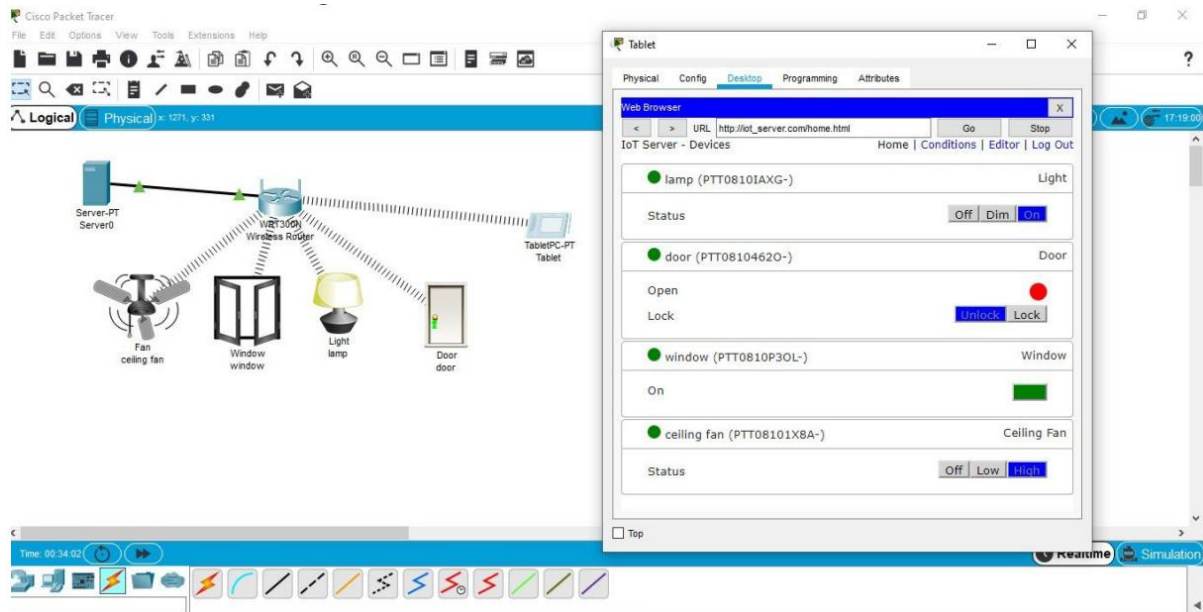 Cisco Packet Tracer
File Edit Options View Tools Extensions Help
?
Logical Physical x: 1271, y: 331
17:19:00
Server-PT
Server0
WRT300N
Wireless Router
TabletPC-PT
Tablet
Fan
ceiling fan
Window
window
Light
lamp
Door
door
Tablet
Physical Config Desktop Programming Attributes
Web Browser X
< > URL http://iot_server.com/home.html Go Stop
IoT Server - Devices Home | Conditions | Editor | Log Out
lamp (PTT0810IAXG-) Light
Status Off Dim On
door (PTT0810462O-) Door
Open
Lock Unlock Lock
window (PTT0810P3OL-) Window
On
ceiling fan (PTT08101X8A-) Ceiling Fan
Status Off Low High
Top
Time: 00:34:02 Realtime Simulation